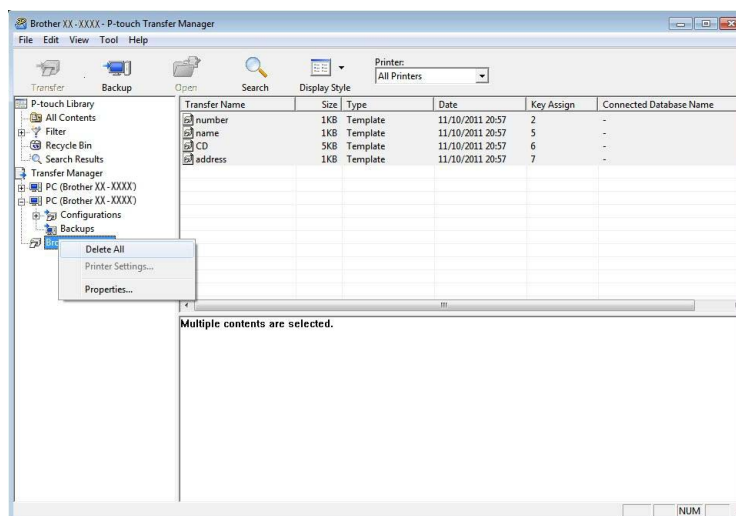 Brother XX-XXXX - P-touch Transfer Manager
File Edit View Tool Help
Transfer Backup Open Search Display Style Printer: All Printers
P-touch Library
All Contents
Filter
Recycle Bin
Search Results
Transfer Manager
PC (Brother XX-XXXX)
PC (Brother XX-XXXX)
Configurations
Backups
Delete All
Printer Settings...
Properties...
Transfer Name Size Type Date Key Assign Connected Database Name
number 1KB Template 11/10/2011 20:57 2 -
name 1KB Template 11/10/2011 20:57 5 -
CD 5KB Template 11/10/2011 20:57 6 -
address 1KB Template 11/10/2011 20:57 7 -
Multiple contents are selected.
NUM